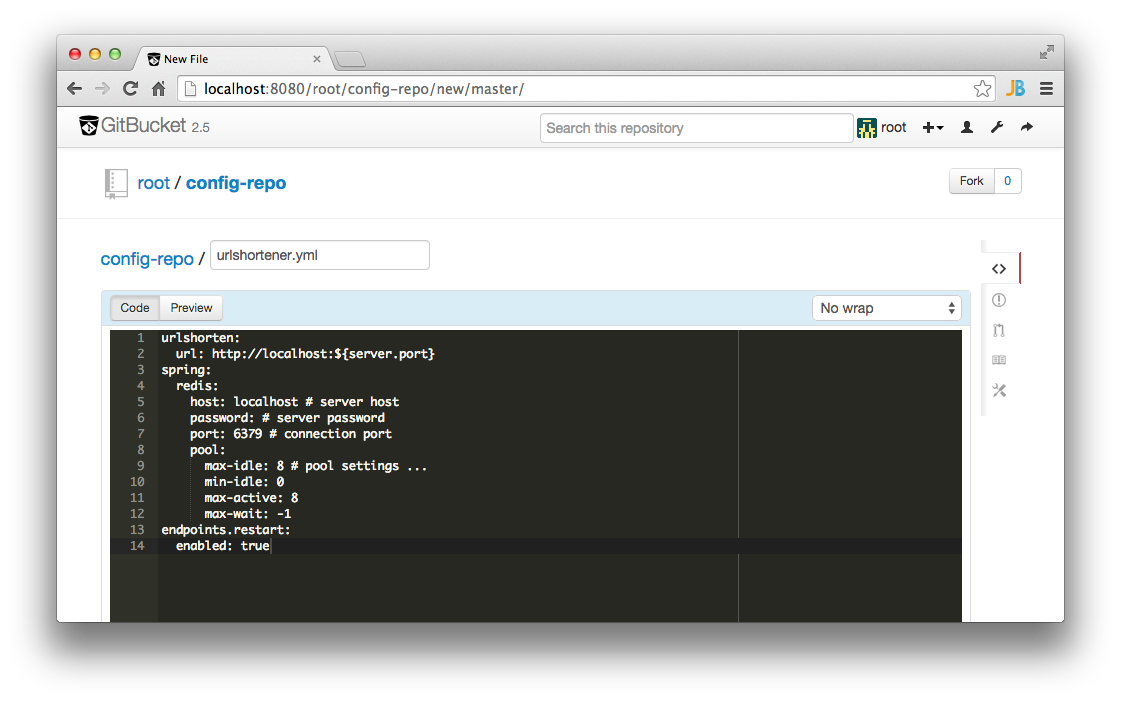 New File
localhost:8080/root/config-repo/new/master/
JB
GitBucket 2.5
Search this repository
root
root / config-repo
Fork 0
config-repo / urlshortener.yml
Code Preview No wrap
1 urlshorten:
2   url: http://localhost:${server.port}
3 spring:
4   redis:
5     host: localhost # server host
6     password: # server password
7     port: 6379 # connection port
8     pool:
9       max-idle: 8 # pool settings ...
10       min-idle: 0
11       max-active: 8
12       max-wait: -1
13 endpoints.restart:
14   enabled: true